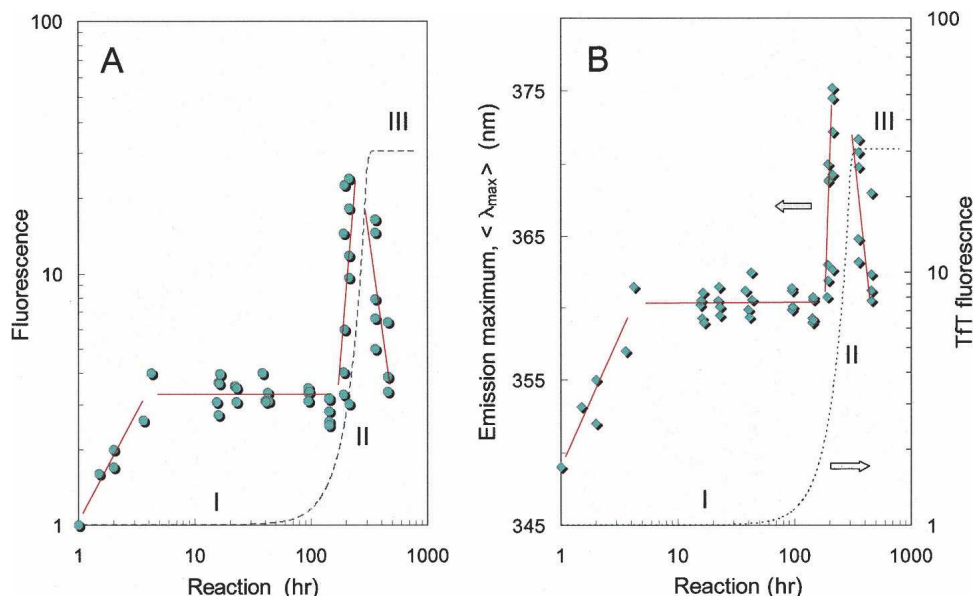 A
Fluorescence
100
10
1
I
II
III
1
10
100
1000
Reaction (hr)
B
Emission maximum, < λmax > (nm)
375
365
355
345
I
II
III
1
10
100
1000
Reaction (hr)
100
10
1
TfT fluorescnce